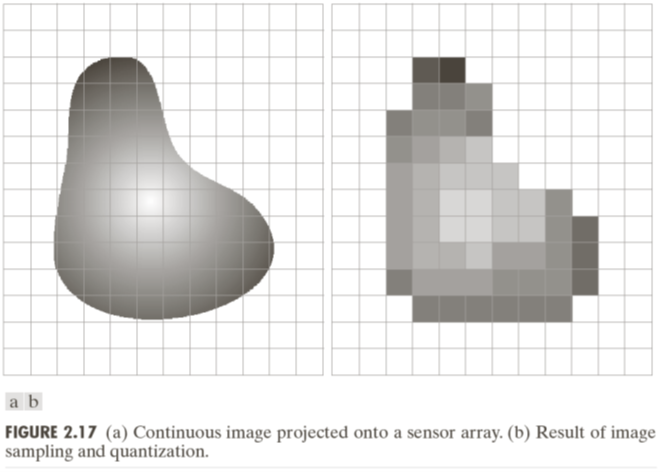 a b
FIGURE 2.17 (a) Continuous image projected onto a sensor array. (b) Result of image
sampling and quantization.